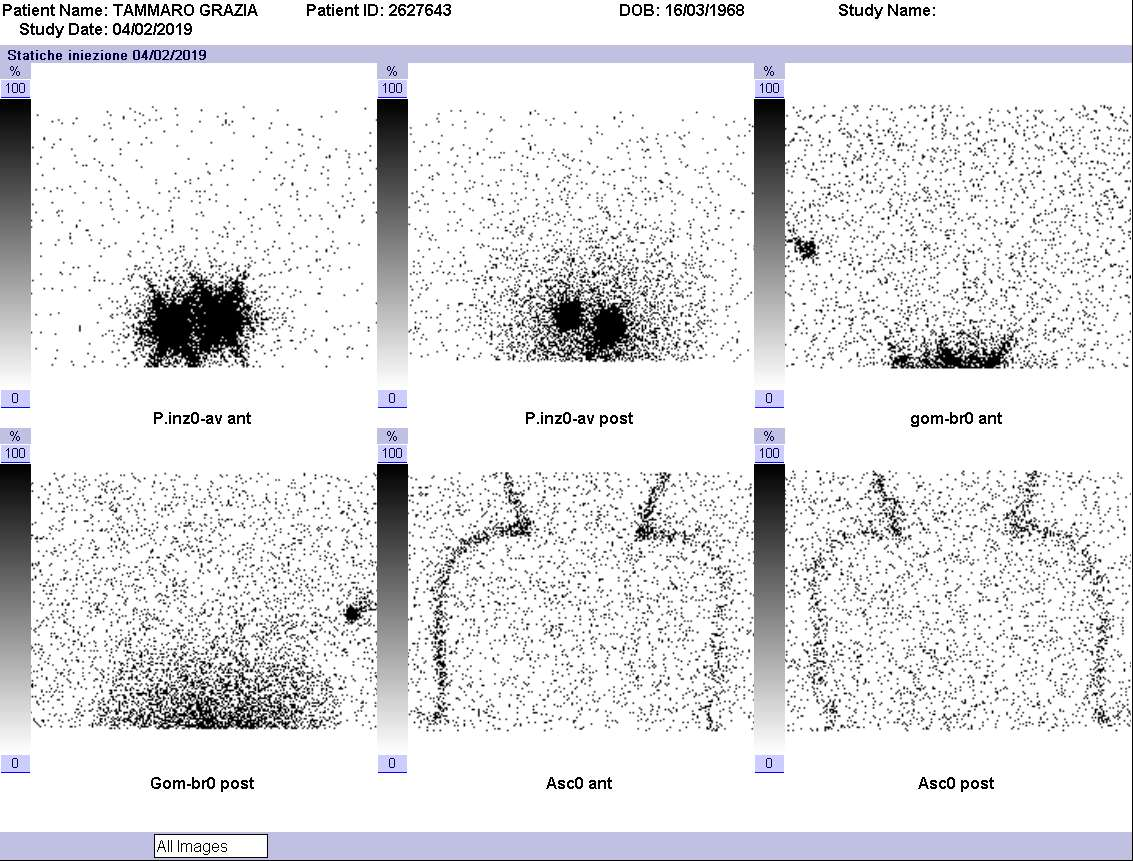 Patient Name: TAMMARO GRAZIA Patient ID: 2627643 DOB: 16/03/1968 Study Name:
Study Date: 04/02/2019
Statiche iniezione 04/02/2019
% % %
100 100 100
0 0 0
P.inz0-av ant P.inz0-av post gom-br0 ant
% % %
100 100 100
0 0 0
Gom-br0 post Asc0 ant Asc0 post
All Images